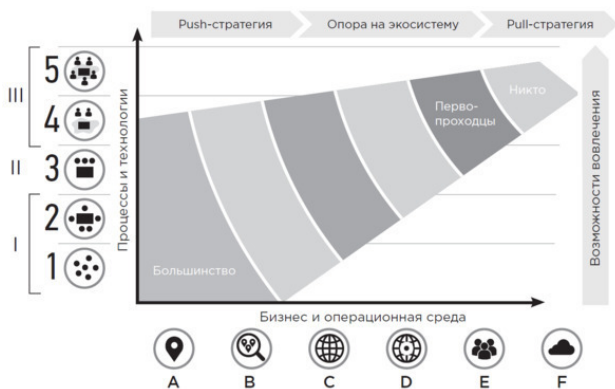 Push-стратегия
Опора на экосистему
Pull-стратегия
III
II
I
5
4
3
2
1
Процессы и технологии
Большинство
Перво-
проходцы
Никто
Возможности вовлечения
Бизнес и операционная среда
A
B
C
D
E
F